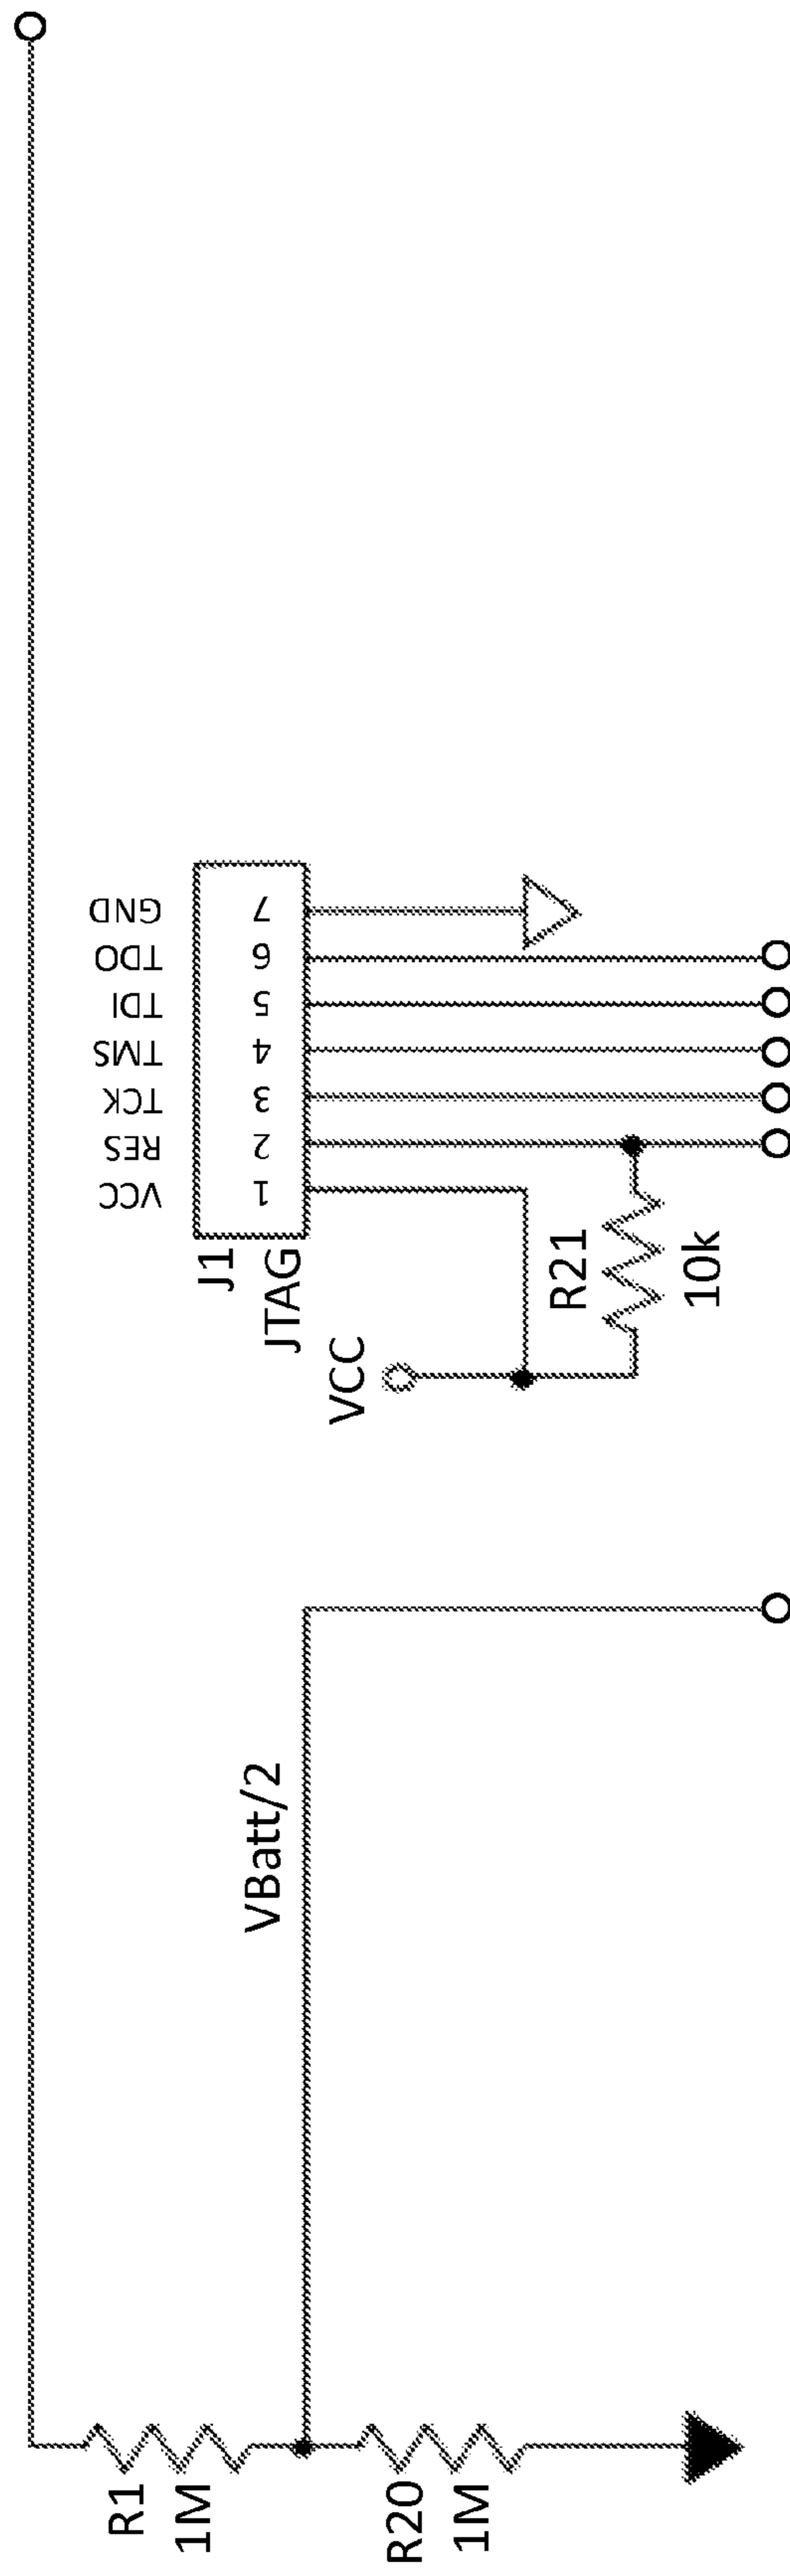 GND
TDO
TDI
TMS
TCK
RES
VCC
7
6
5
4
3
2
1
J1
JTAG
VCC
R21
10k
VBatt/2
R1
1M
R20
1M